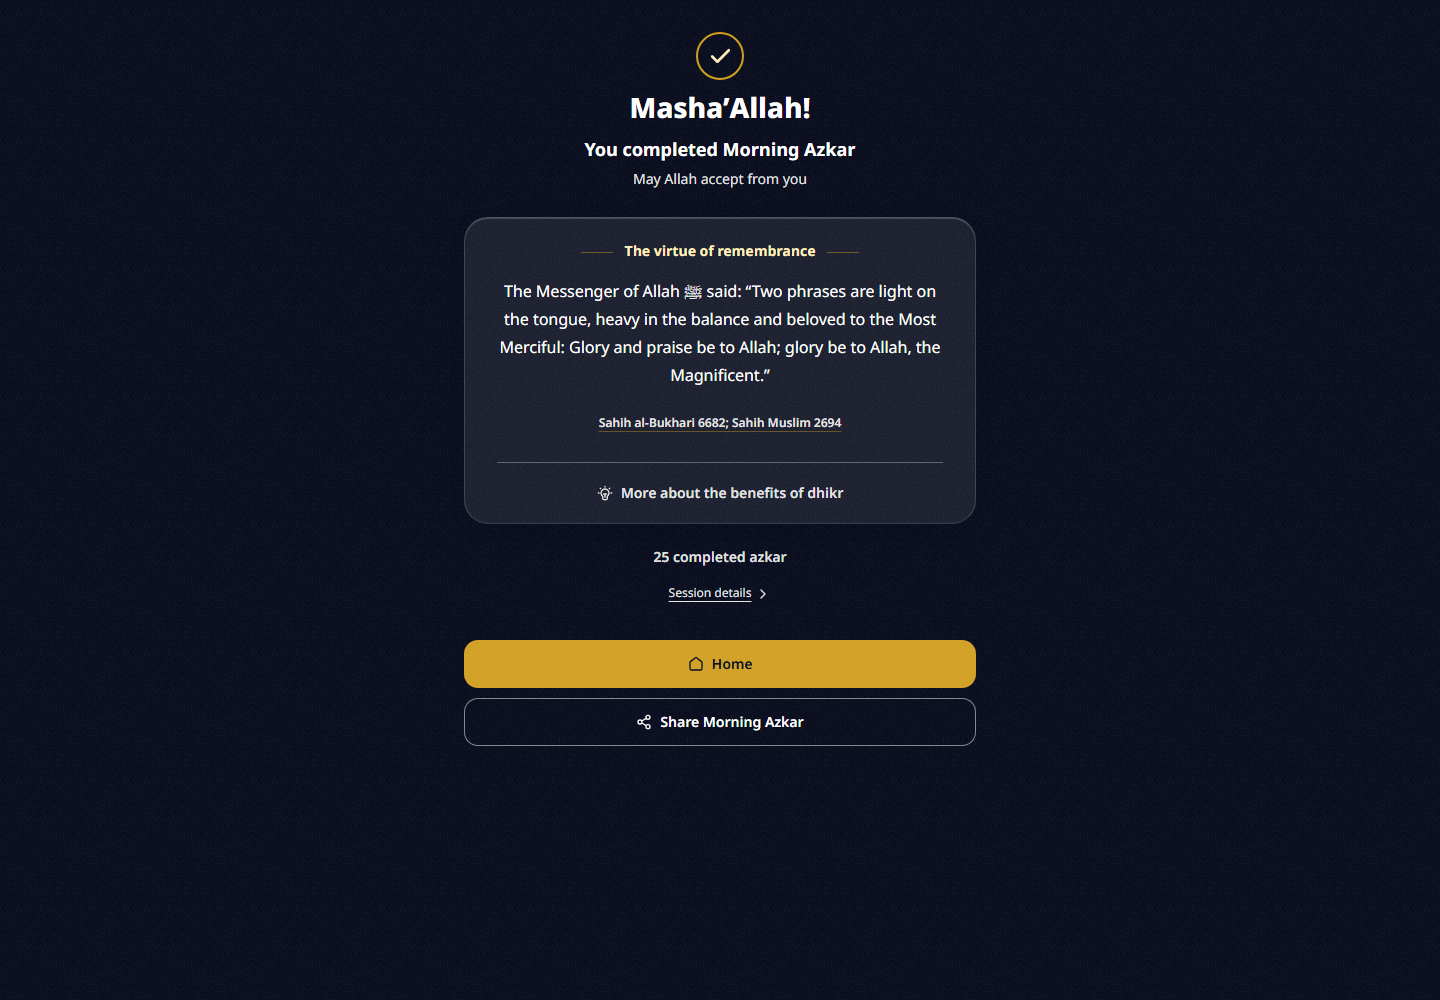 Masha’Allah!
You completed Morning Azkar
May Allah accept from you
The virtue of remembrance
The Messenger of Allah ﷺ said: “Two phrases are light on
the tongue, heavy in the balance and beloved to the Most
Merciful: Glory and praise be to Allah; glory be to Allah, the
Magnificent.”
Sahih al-Bukhari 6682; Sahih Muslim 2694
More about the benefits of dhikr
25 completed azkar
Session details
Home
Share Morning Azkar